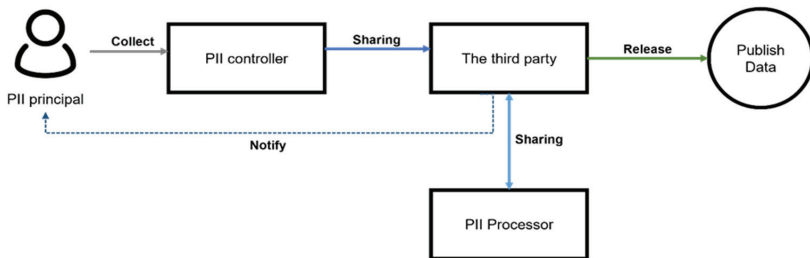 Collect
PII controller
Sharing
The third party
Release
Publish
Data
PII principal
Notify
Sharing
PII Processor